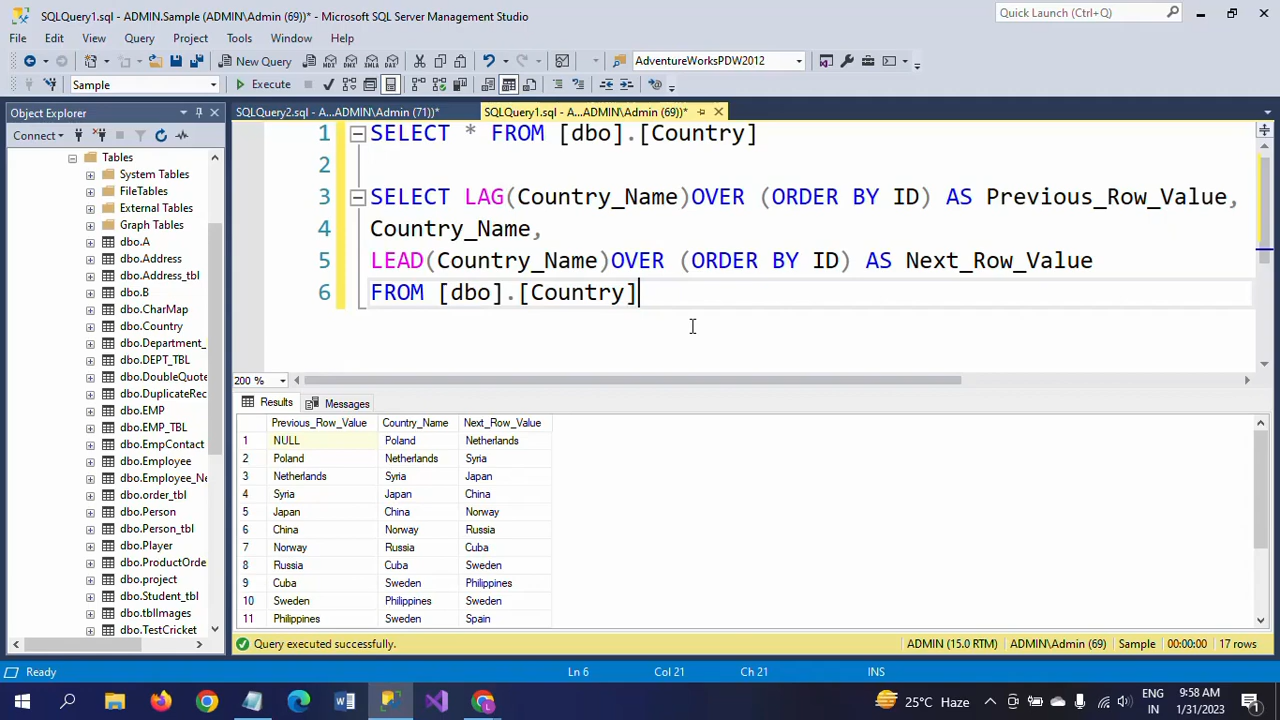 SQLQuery1.sql - ADMIN.Sample (ADMIN\Admin (69))* - Microsoft SQL Server Management Studio
Quick Launch (Ctrl+Q)
File Edit View Query Project Tools Window Help
New Query
AdventureWorksPDW2012
Sample
Execute
Object Explorer
SQLQuery2.sql - A...ADMIN\Admin (71))*
SQLQuery1.sql - A...ADMIN\Admin (69))*
Connect
Tables
System Tables
FileTables
External Tables
Graph Tables
dbo.A
dbo.Address
dbo.Address_tbl
dbo.B
dbo.CharMap
dbo.Country
dbo.Department_
dbo.DEPT_TBL
dbo.DoubleQuote
dbo.DuplicateRec
dbo.EMP
dbo.EMP_TBL
dbo.EmpContact
dbo.Employee
dbo.Employee_Ne
dbo.order_tbl
dbo.Person
dbo.Person_tbl
dbo.Player
dbo.ProductOrde
dbo.project
dbo.Student_tbl
dbo.tblImages
dbo.TestCricket
1 SELECT * FROM [dbo].[Country]
2
3 SELECT LAG(Country_Name)OVER (ORDER BY ID) AS Previous_Row_Value,
4 Country_Name,
5 LEAD(Country_Name)OVER (ORDER BY ID) AS Next_Row_Value
6 FROM [dbo].[Country]
200 %
Results Messages
Previous_Row_Value Country_Name Next_Row_Value
1 NULL Poland Netherlands
2 Poland Netherlands Syria
3 Netherlands Syria Japan
4 Syria Japan China
5 Japan China Norway
6 China Norway Russia
7 Norway Russia Cuba
8 Russia Cuba Sweden
9 Cuba Sweden Philippines
10 Sweden Philippines Sweden
11 Philippines Sweden Spain
Query executed successfully.
ADMIN (15.0 RTM) ADMIN\Admin (69) Sample 00:00:00 17 rows
Ready
Ln 6 Col 21 Ch 21 INS
25°C Haze
ENG
IN
9:58 AM
1/31/2023